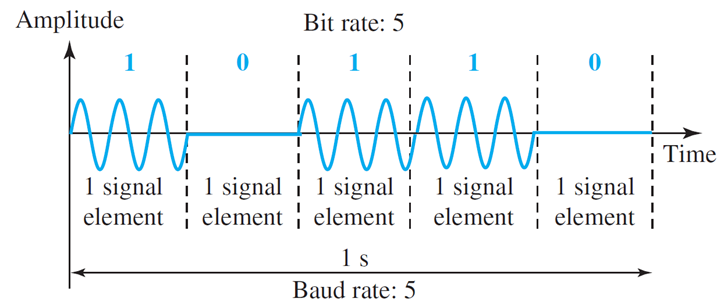 Amplitude
Bit rate: 5
1 0 1 1 0
Time
1 signal 1 signal 1 signal 1 signal 1 signal
element element element element element
1 s
Baud rate: 5